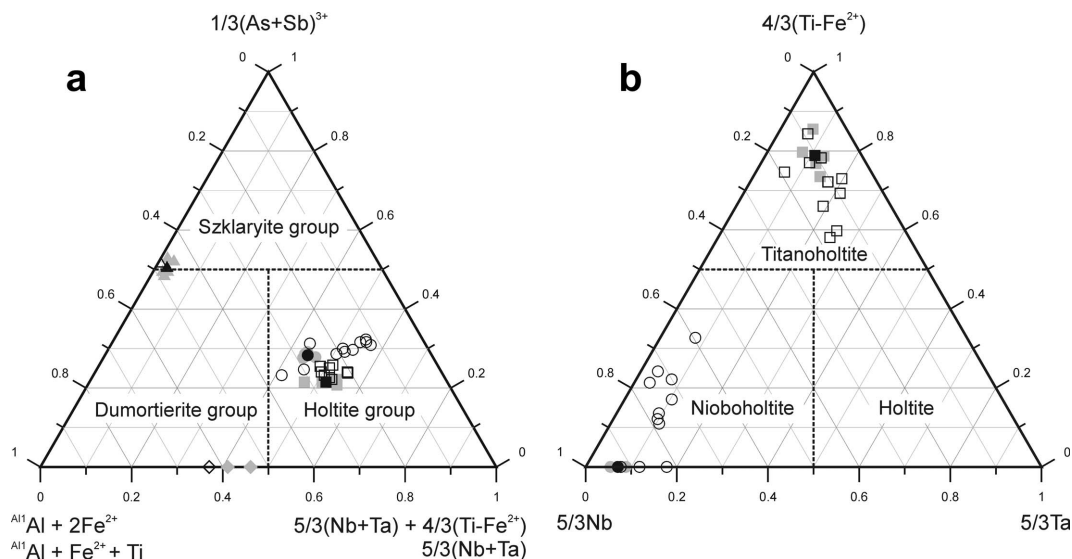 1/3(As+Sb)³⁺
a
0
1
0.2
0.8
0.4
0.6
Szklaryite group
0.6
0.4
0.8
0.2
Dumortierite group
Holtite group
1
0
0
0.2
0.4
0.6
0.8
1
ᴬˡ¹Al + 2Fe²⁺
ᴬˡ¹Al + Fe²⁺ + Ti
5/3(Nb+Ta) + 4/3(Ti-Fe²⁺)
5/3(Nb+Ta)
4/3(Ti-Fe²⁺)
b
0
1
0.2
0.8
0.4
0.6
Titanoholtite
0.6
0.4
0.8
0.2
Nioboholtite
Holtite
1
0
0
0.2
0.4
0.6
0.8
1
5/3Nb
5/3Ta